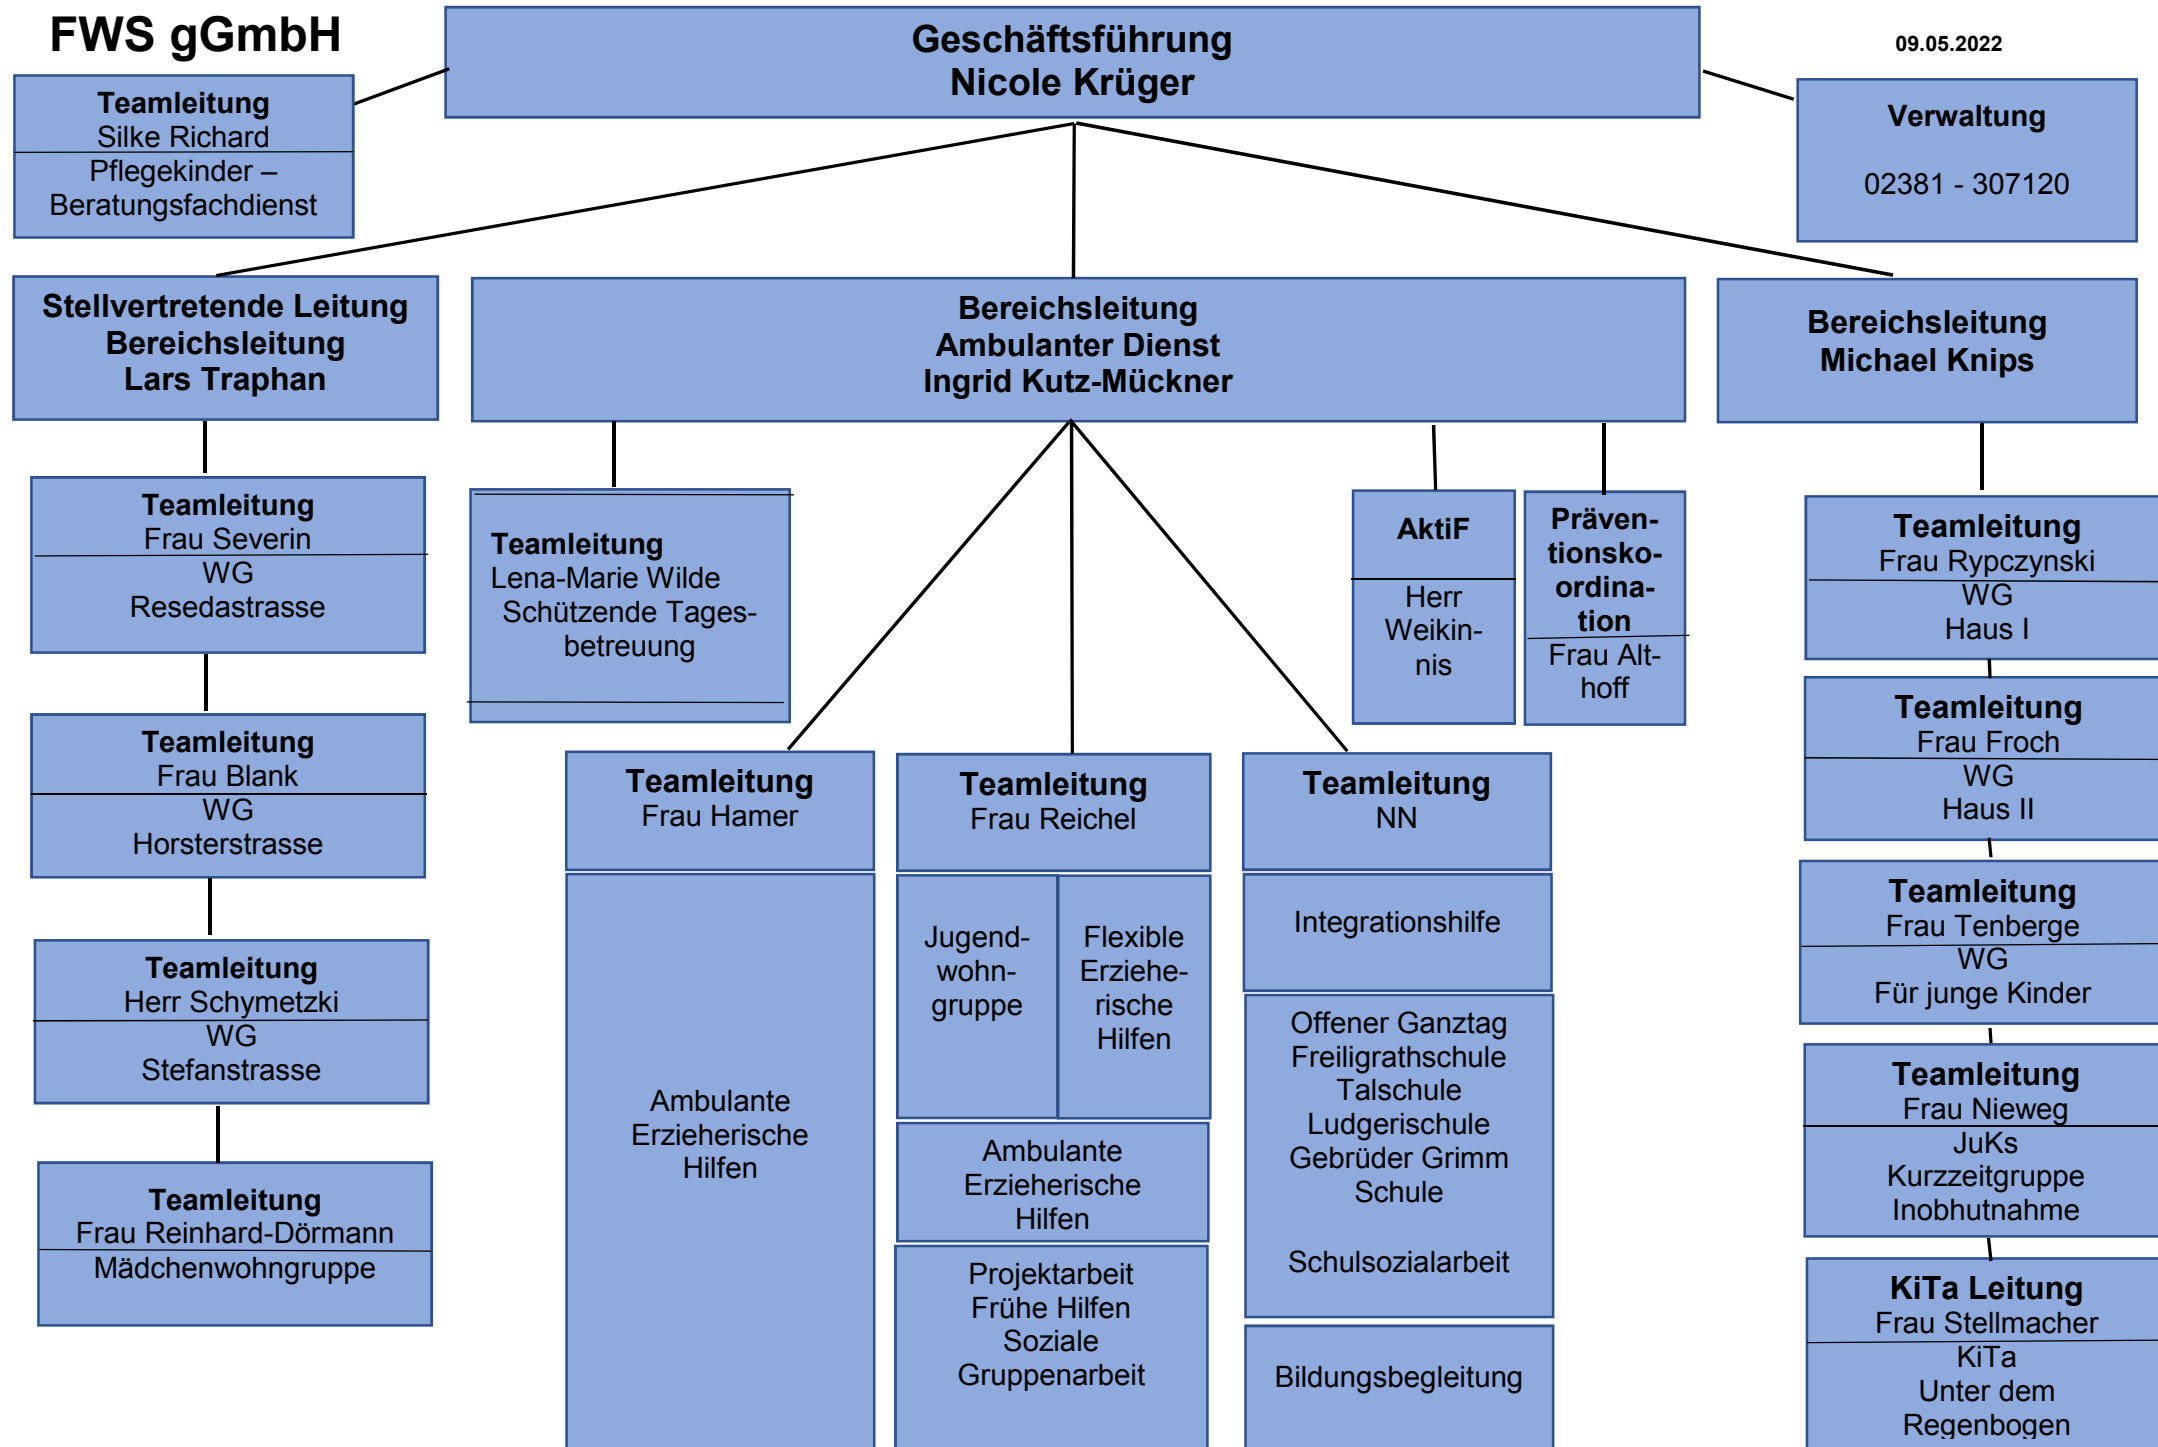 FWS gGmbH
Geschäftsführung
Nicole Krüger
09.05.2022
Teamleitung
Silke Richard
Pflegekinder –
Beratungsfachdienst
Verwaltung
02381 - 307120
Stellvertretende Leitung
Bereichsleitung
Lars Traphan
Bereichsleitung
Ambulanter Dienst
Ingrid Kutz-Mückner
Bereichsleitung
Michael Knips
Teamleitung
Frau Severin
WG
Resedastrasse
Teamleitung
Frau Blank
WG
Horsterstrasse
Teamleitung
Herr Schymetzki
WG
Stefanstrasse
Teamleitung
Frau Reinhard-Dörmann
Mädchenwohngruppe
Teamleitung
Lena-Marie Wilde
Schützende Tages-
betreuung
AktiF
Herr
Weikin-
nis
Präven-
tionsko-
ordina-
tion
Frau Alt-
hoff
Teamleitung
Frau Hamer
Ambulante
Erzieherische
Hilfen
Teamleitung
Frau Reichel
Jugend-
wohn-
gruppe
Flexible
Erziehe-
rische
Hilfen
Ambulante
Erzieherische
Hilfen
Projektarbeit
Frühe Hilfen
Soziale
Gruppenarbeit
Teamleitung
NN
Integrationshilfe
Offener Ganztag
Freiligrathschule
Talschule
Ludgerischule
Gebrüder Grimm
Schule
Schulsozialarbeit
Bildungsbegleitung
Teamleitung
Frau Rypczynski
WG
Haus I
Teamleitung
Frau Froch
WG
Haus II
Teamleitung
Frau Tenberge
WG
Für junge Kinder
Teamleitung
Frau Nieweg
JuKs
Kurzzeitgruppe
Inobhutnahme
KiTa Leitung
Frau Stellmacher
KiTa
Unter dem
Regenbogen